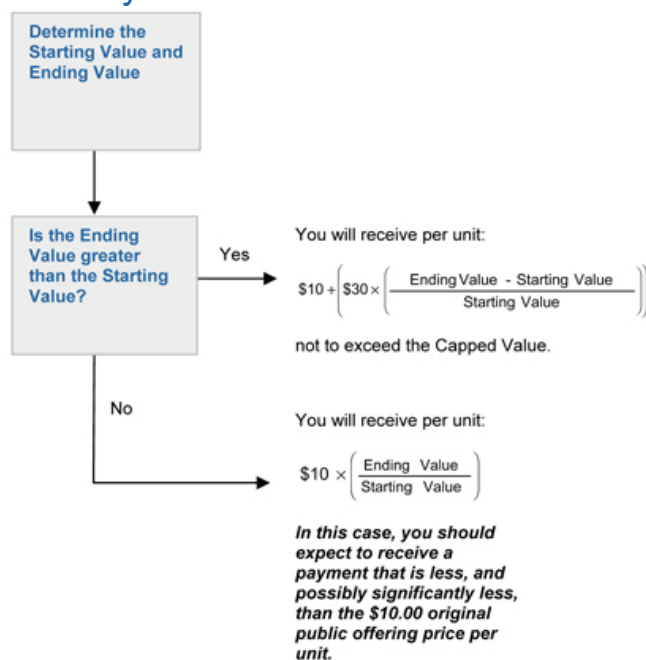 Determine the
Starting Value and
Ending Value
Is the Ending
Value greater
than the Starting
Value?
Yes
You will receive per unit:
$10 + ( $30 × ( Ending Value - Starting Value
Starting Value ) )
not to exceed the Capped Value.
No
You will receive per unit:
$10 × ( Ending Value
Starting Value )
In this case, you should
expect to receive a
payment that is less, and
possibly significantly less,
than the $10.00 original
public offering price per
unit.